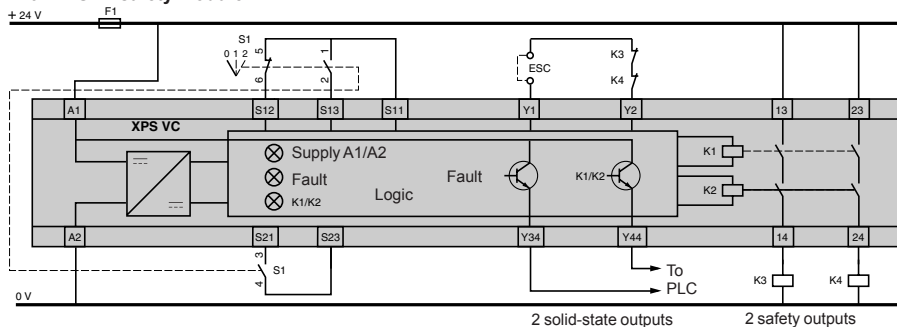 + 24 V
F1
S1
0 1 2
5
6
1
2
ESC
K3
K4
A1
S12
S13
S11
Y1
Y2
13
23
XPS VC
Supply A1/A2
Fault
K1/K2
Logic
Fault
K1/K2
K1
K2
A2
S21
S23
Y34
Y44
14
24
3
4
S1
To
PLC
K3
K4
0 V
2 solid-state outputs
2 safety outputs